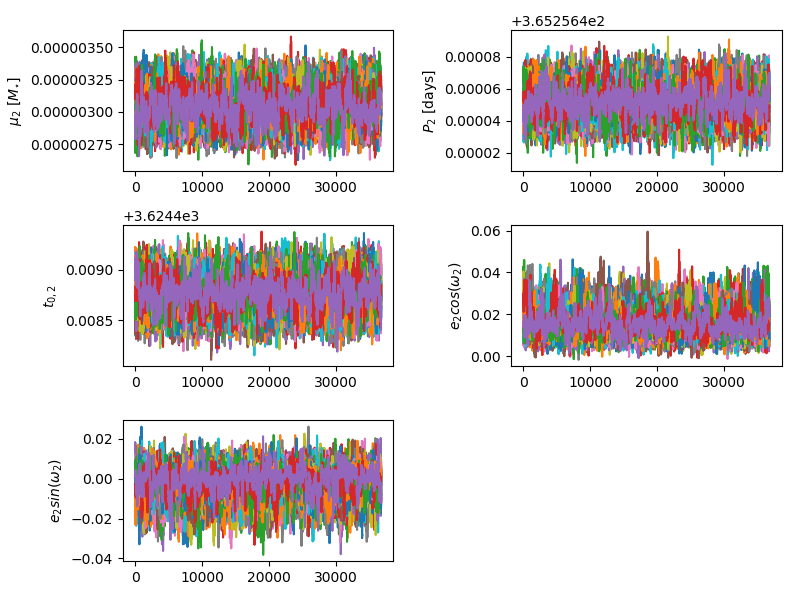 +3.652564e2
0.00000350
0.00000325
0.00000300
0.00000275
μ₂ [M⋆]
0 10000 20000 30000
0.00008
0.00006
0.00004
0.00002
P₂ [days]
0 10000 20000 30000
+3.6244e3
0.0090
0.0085
t₀,₂
0 10000 20000 30000
0.06
0.04
0.02
0.00
e₂cos(ω₂)
0 10000 20000 30000
0.02
0.00
−0.02
−0.04
e₂sin(ω₂)
0 10000 20000 30000